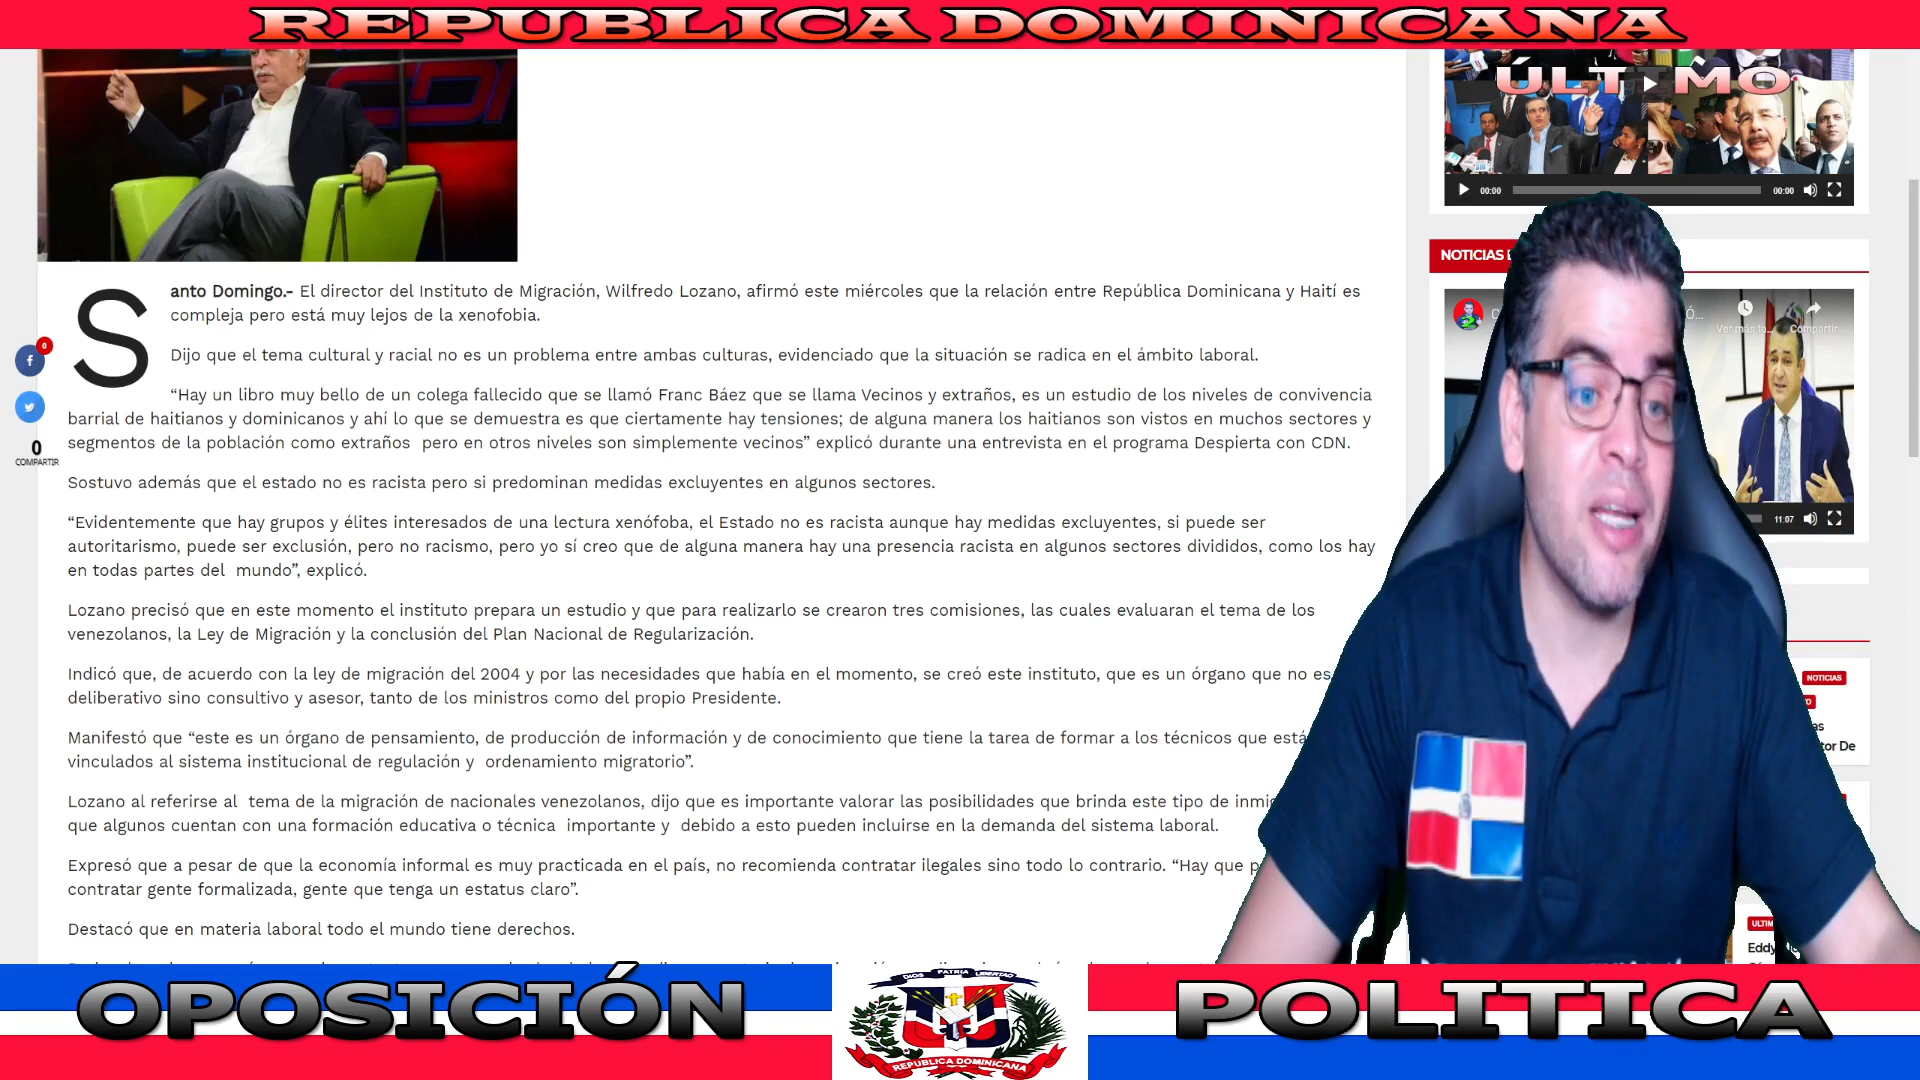 REPUBLICA DOMINICANA
ÚLTIMO
CDN
00:00
00:00
NOTICIAS
Santo Domingo.- El director del Instituto de Migración, Wilfredo Lozano, afirmó este miércoles que la relación entre República Dominicana y Haití es
compleja pero está muy lejos de la xenofobia.
Dijo que el tema cultural y racial no es un problema entre ambas culturas, evidenciado que la situación se radica en el ámbito laboral.
“Hay un libro muy bello de un colega fallecido que se llamó Franc Báez que se llama Vecinos y extraños, es un estudio de los niveles de convivencia
barrial de haitianos y dominicanos y ahí lo que se demuestra es que ciertamente hay tensiones; de alguna manera los haitianos son vistos en muchos sectores y
segmentos de la población como extraños pero en otros niveles son simplemente vecinos” explicó durante una entrevista en el programa Despierta con CDN.
Sostuvo además que el estado no es racista pero si predominan medidas excluyentes en algunos sectores.
“Evidentemente que hay grupos y élites interesados de una lectura xenófoba, el Estado no es racista aunque hay medidas excluyentes, si puede ser
autoritarismo, puede ser exclusión, pero no racismo, pero yo sí creo que de alguna manera hay una presencia racista en algunos sectores divididos, como los hay
en todas partes del mundo”, explicó.
Lozano precisó que en este momento el instituto prepara un estudio y que para realizarlo se crearon tres comisiones, las cuales evaluaran el tema de los
venezolanos, la Ley de Migración y la conclusión del Plan Nacional de Regularización.
Indicó que, de acuerdo con la ley de migración del 2004 y por las necesidades que había en el momento, se creó este instituto, que es un órgano que no es
deliberativo sino consultivo y asesor, tanto de los ministros como del propio Presidente.
Manifestó que “este es un órgano de pensamiento, de producción de información y de conocimiento que tiene la tarea de formar a los técnicos que está
vinculados al sistema institucional de regulación y ordenamiento migratorio”.
Lozano al referirse al tema de la migración de nacionales venezolanos, dijo que es importante valorar las posibilidades que brinda este tipo de
que algunos cuentan con una formación educativa o técnica importante y debido a esto pueden incluirse en la demanda del sistema laboral.
Expresó que a pesar de que la economía informal es muy practicada en el país, no recomienda contratar ilegales sino todo lo contrario. “Hay que
contratar gente formalizada, gente que tenga un estatus claro”.
Destacó que en materia laboral todo el mundo tiene derechos.
0
0
COMPARTIR
Ver más ta...
Compartir
11:07
NOTICIAS
tor De
Eddy
OPOSICIÓN
DIOS PATRIA LIBERTAD
REPUBLICA DOMINICANA
POLITICA